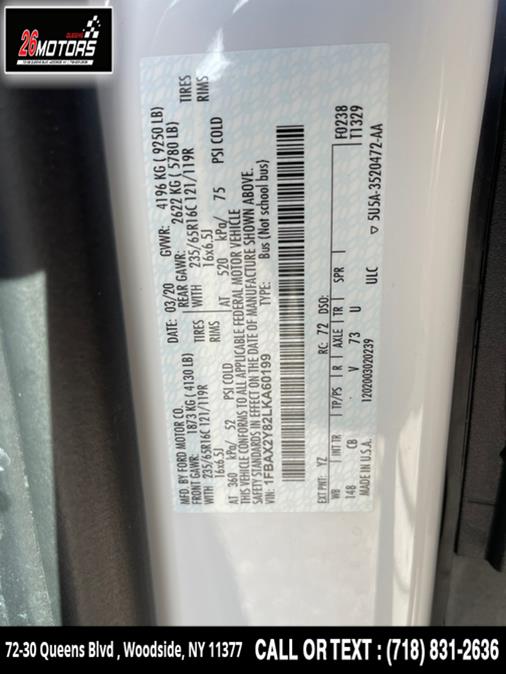 QUEENS
26MOTORS
MFD. BY FORD MOTOR CO.
DATE: 03/20 GVWR: 4196 KG ( 9250 LB)
FRONT GAWR: 1873 KG ( 4130 LB) REAR GAWR: 2622 KG ( 5780 LB)
WITH 235/65R16C 121/119R TIRES WITH 235/65R16C 121/119R TIRES
16x6.5J RIMS 16x6.5J RIMS
AT 360 kPa/ 52 PSI COLD AT 520 kPa/ 75 PSI COLD
THIS VEHICLE CONFORMS TO ALL APPLICABLE FEDERAL MOTOR VEHICLE
SAFETY STANDARDS IN EFFECT ON THE DATE OF MANUFACTURE SHOWN ABOVE.
VIN: 1FBAX2Y82LKA60199 TYPE: Bus (Not school bus)
EXT PNT: YZ RC: 72 DSO: F0238
WB INT TR TP/PS R AXLE TR SPR T1329
148 CB V 73 U
1202003020239 ULC
MADE IN U.S.A. 5U5A-3520472-AA
72-30 Queens Blvd , Woodside, NY 11377 CALL OR TEXT : (718) 831-2636